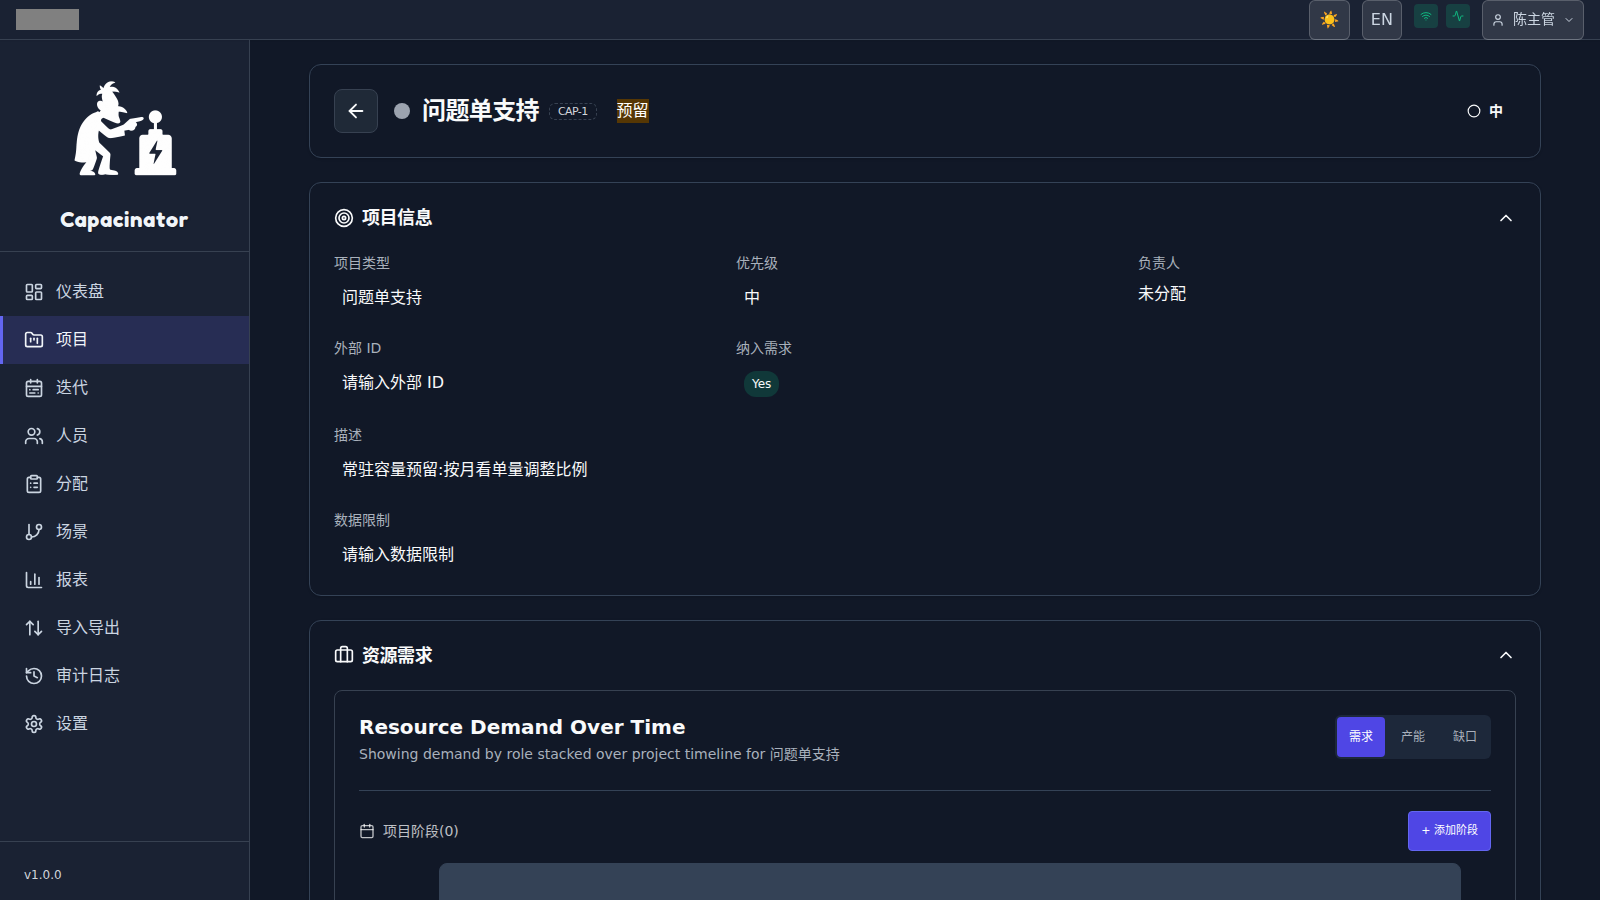 EN
陈主管
Capacinator
仪表盘
项目
迭代
人员
分配
场景
报表
导入导出
审计日志
设置
v1.0.0
问题单支持
CAP-1
预留
中
项目信息
项目类型
优先级
负责人
问题单支持
中
未分配
外部 ID
纳入需求
请输入外部 ID
Yes
描述
常驻容量预留:按月看单量调整比例
数据限制
请输入数据限制
资源需求
Resource Demand Over Time
Showing demand by role stacked over project timeline for 问题单支持
需求
产能
缺口
项目阶段(0)
+ 添加阶段